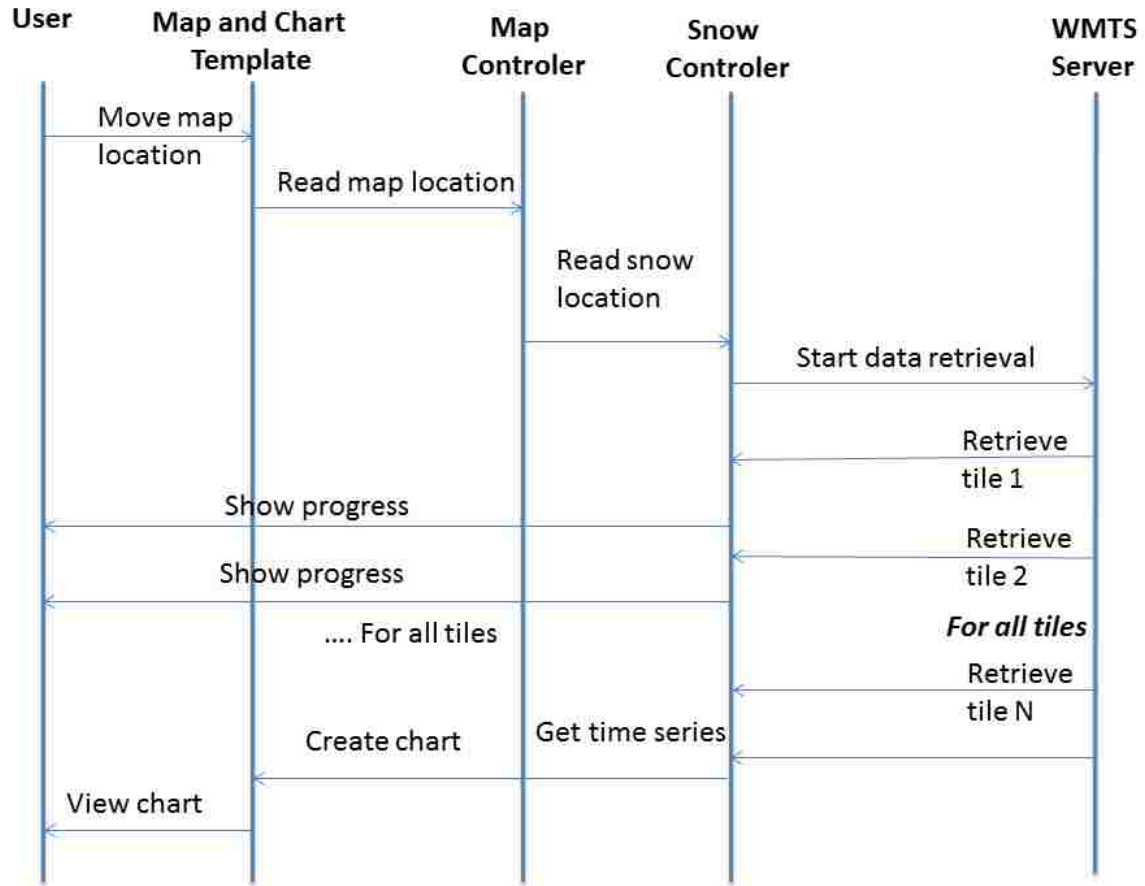 User
Map and Chart
Template
Map
Controler
Snow
Controler
WMTS
Server
Move map
location
Read map location
Read snow
location
Start data retrieval
Retrieve
tile 1
Show progress
Retrieve
tile 2
Show progress
For all tiles
.... For all tiles
Retrieve
tile N
Get time series
Create chart
View chart